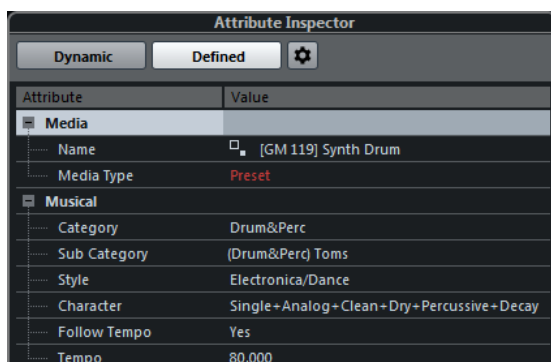 Attribute Inspector
Dynamic Defined
Attribute Value
Media
Name [GM 119] Synth Drum
Media Type Preset
Musical
Category Drum&Perc
Sub Category (Drum&Perc) Toms
Style Electronica/Dance
Character Single+Analog+Clean+Dry+Percussive+Decay
Follow Tempo Yes
Tempo 80.000